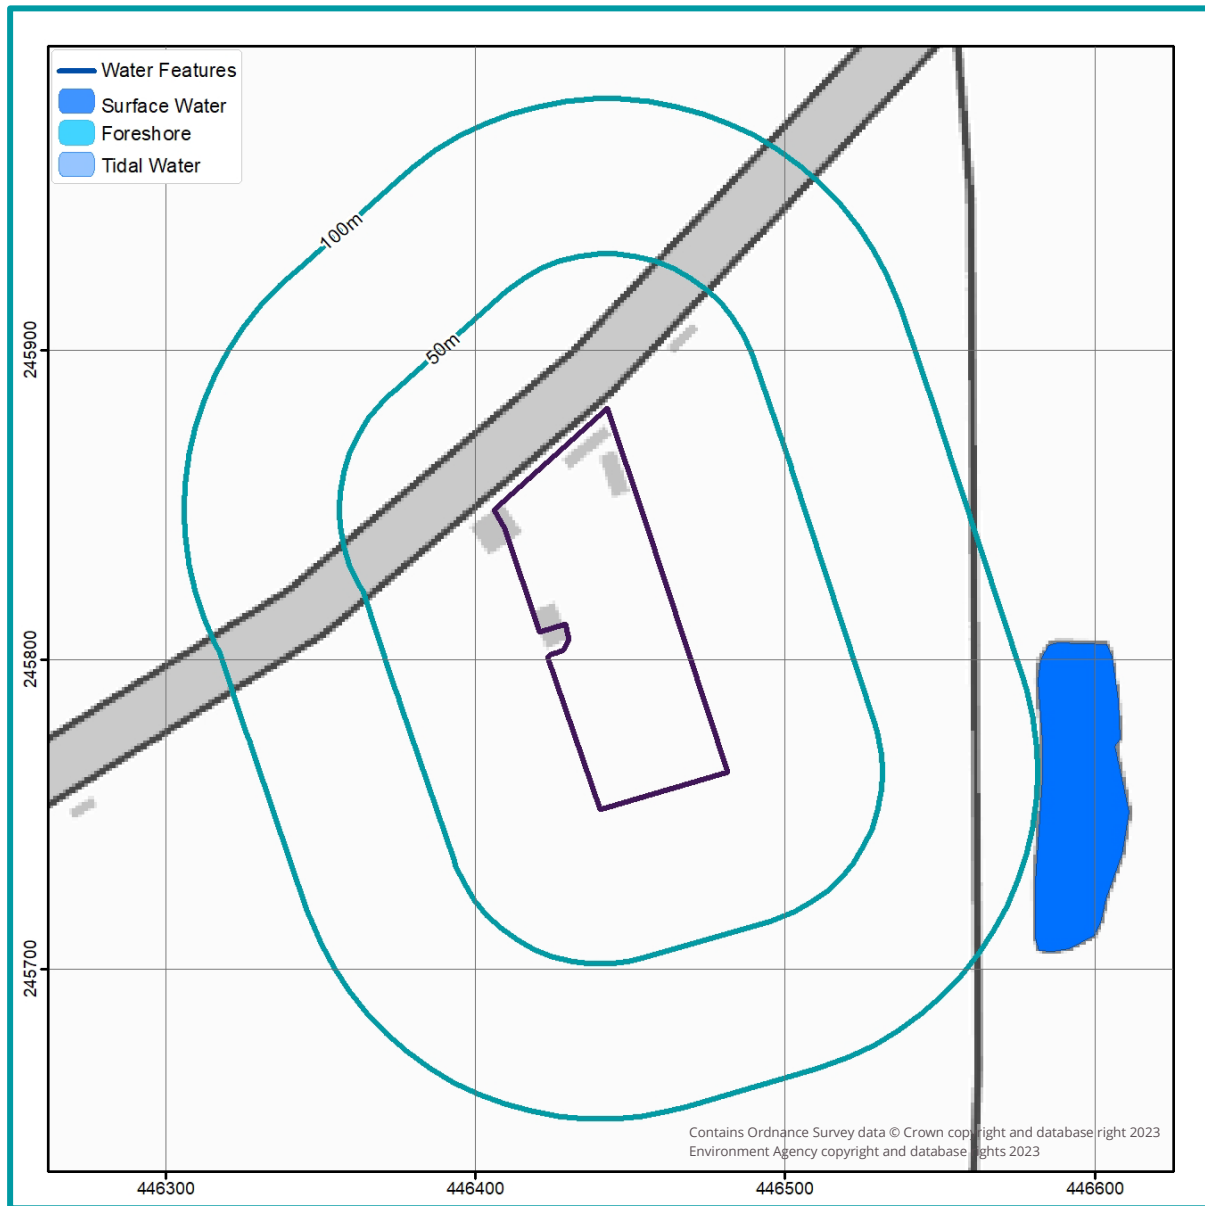 Water Features
Surface Water
Foreshore
Tidal Water
100m
50m
245900
245800
245700
446300
446400
446500
446600
Contains Ordnance Survey data © Crown copyright and database right 2023
Environment Agency copyright and database rights 2023